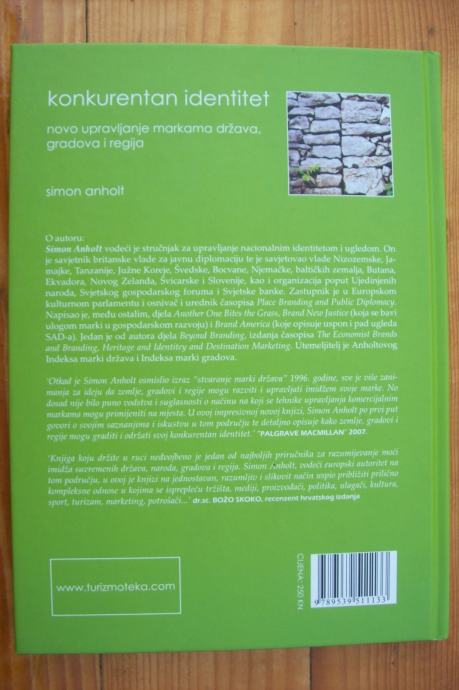 konkurentan identitet
novo upravljanje markama država,
gradova i regija
simon anholt
O autoru:
Simon Anholt vodeći je stručnjak za upravljanje nacionalnim identitetom i ugledom. On
je savjetnik britanske vlade za javnu diplomaciju te je savjetovao vlade Nizozemske, Ja-
majke, Tanzanije, Južne Koreje, Švedske, Bocvane, Njemačke, baltičkih zemalja, Butana,
Ekvadora, Novog Zelanda, Švicarske i Slovenije, kao i organizacija poput Ujedinjenih
naroda, Svjetskog gospodarskog foruma i Svjetske banke. Zastupnik je u Europskom
kulturnom parlamentu i osnivač i urednik časopisa Place Branding and Public Diplomacy.
Napisao je, među ostalim, djela Another One Bites the Grass, Brand New Justice (koja se bavi
ulogom marki u gospodarskom razvoju) i Brand America (koje opisuje uspon i pad ugleda
SAD-a). Jedan je od autora djela Beyond Branding, izdanja časopisa The Economist Brands
and Branding, Heritage and Identitey and Destination Marketing. Utemeljitelj je Anholtovog
Indeksa marki država i Indeksa marki gradova.
'Otkad je Simon Anholt osmislio izraz "stvaranje marki država" 1996. godine, sve je više zani-
manja za ideju da zemlje, gradovi i regije mogu razviti i upravljati imidžem svoje marke. No
dosad nije bilo puno vodstva i suglasnosti o načinu na koji se tehnike upravljanja komercijalnim
markama mogu primijeniti na mjesta. U ovoj impresivnoj novoj knjizi, Simon Anholt po prvi put
govori o svojim saznanjima i iskustvu u tom području te detaljno opisuje kako zemlje, gradovi i
regije mogu graditi i održati svoj konkurentan identitet.' "PALGRAVE MACMILLAN" 2007.
'Knjiga koju držite u ruci nedvojbeno je jedan od najboljih priručnika za razumijevanje moći
imidža suvremenih država, naroda, gradova i regija. Simon Anholt, vodeći europski autoritet na
tom području, u ovoj je knjizi na jednostavan, razumljiv i slikovit način uspio približiti prilično
kompleksne odnose u kojima se isprepleću tržišta, mediji, proizvođači, politika, ulagači, kultura,
sport, turizam, marketing, potrošači...' dr.sc. BOŽO SKOKO, recenzent hrvatskog izdanja
www.turizmoteka.com
CIJENA: 250 KN
9 789539 511133